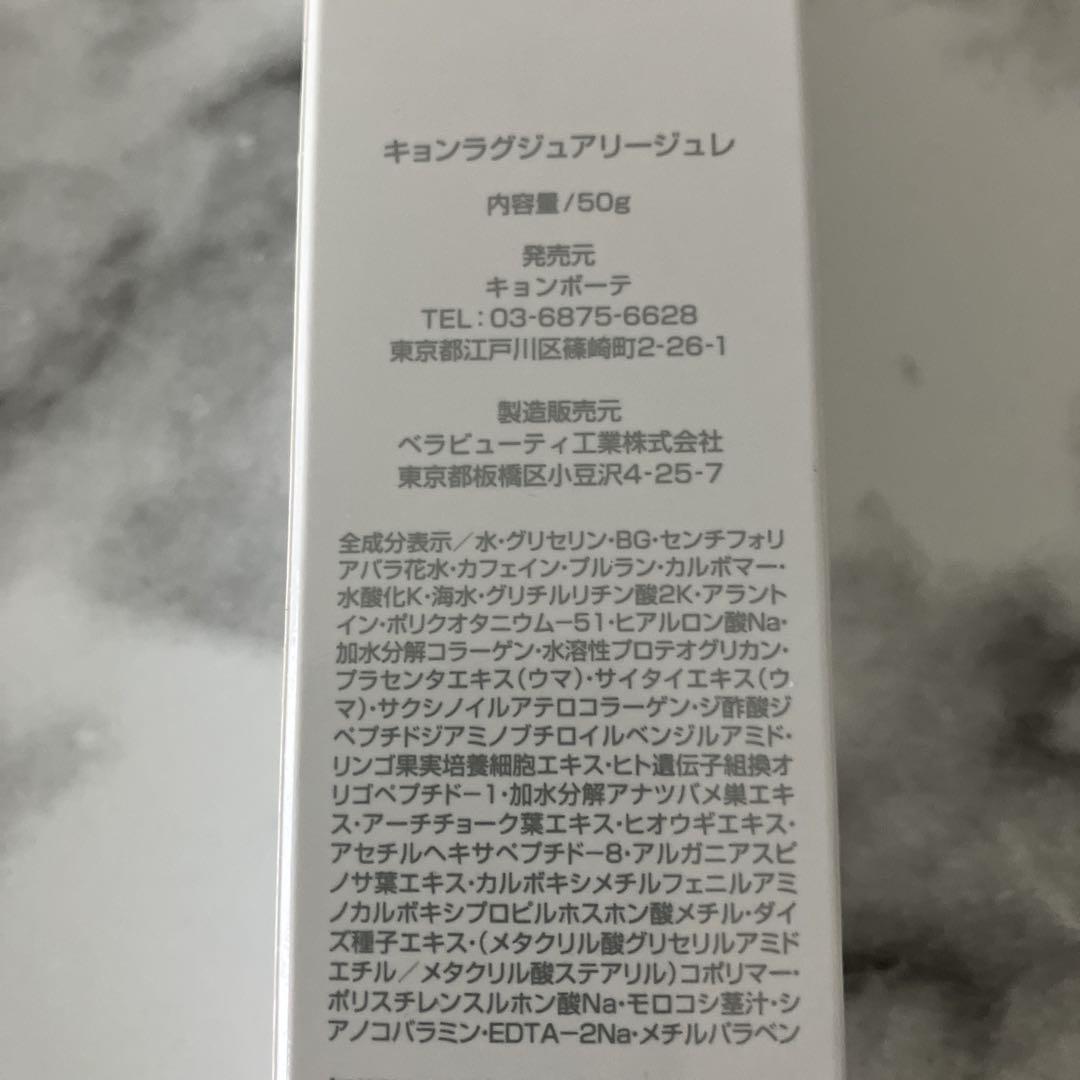 キョンラグジュアリージュレ
内容量/50g
発売元
キョンボーテ
TEL:03-6875-6628
東京都江戸川区篠崎町2-26-1
製造販売元
ベラビューティ工業株式会社
東京都板橋区小豆沢4-25-7
全成分表示／水・グリセリン・BG・センチフォリ
アバラ花水・カフェイン・プルラン・カルボマー・
水酸化K・海水・グリチルリチン酸2K・アラント
イン・ポリクオタニウム−51・ヒアルロン酸Na・
加水分解コラーゲン・水溶性プロテオグリカン・
プラセンタエキス(ウマ)・サイタイエキス(ウ
マ)・サクシノイルアテロコラーゲン・ジ酢酸ジ
ペプチドジアミノブチロイルベンジルアミド・
リンゴ果実培養細胞エキス・ヒト遺伝子組換オ
リゴペプチド−1・加水分解アナツバメ巣エキ
ス・アーチチョーク葉エキス・ヒオウギエキス・
アセチルヘキサペプチド−8・アルガニアスピ
ノサ葉エキス・カルボキシメチルフェニルアミ
ノカルボキシプロピルホスホン酸メチル・ダイ
ズ種子エキス・(メタクリル酸グリセリルアミド
エチル／メタクリル酸ステアリル)コポリマー・
ポリスチレンスルホン酸Na・モロコシ茎汁・シ
アノコバラミン・EDTA−2Na・メチルパラベン